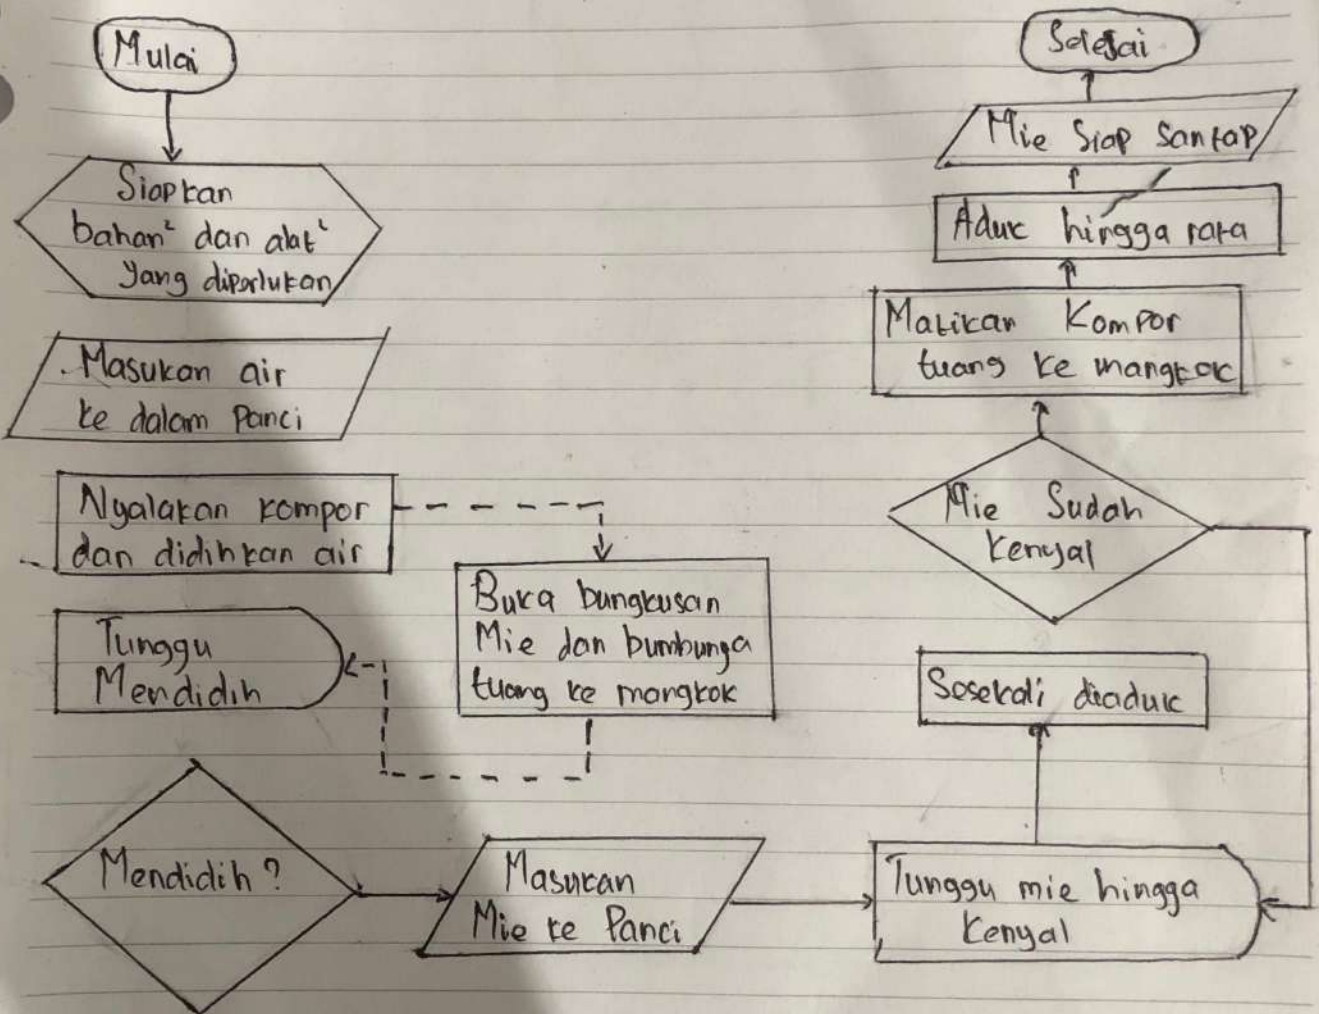 Mulai
Siapkan
bahan² dan alat²
yang diperlukan
Masukan air
ke dalam Panci
Nyalakan kompor
dan didihkan air
Buka bungkusan
Mie dan bumbunga
tuang ke mangkok
Tunggu
Mendidih
Mendidih?
Masukan
Mie ke Panci
Tunggu mie hingga
Kenyal
Sesekali diaduk
Mie Sudah
Kenyal
Matikan Kompor
tuang ke mangkok
Aduk hingga rata
Mie Siap Santap
Selesai